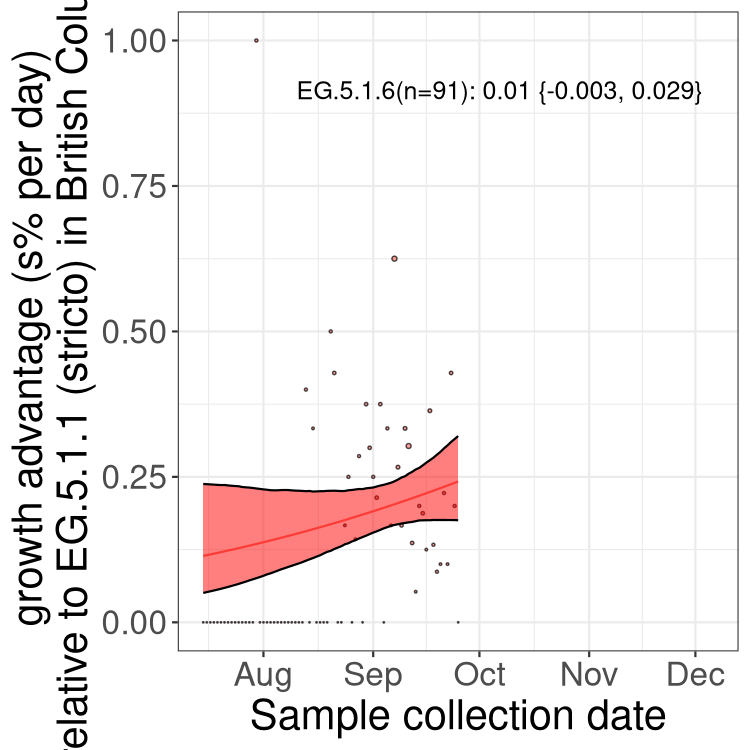 growth advantage (s% per day)
relative to EG.5.1.1 (stricto) in British
1.00
0.75
0.50
0.25
0.00
EG.5.1.6(n=91): 0.01 {-0.003, 0.029}
Aug Sep Oct Nov Dec
Sample collection date